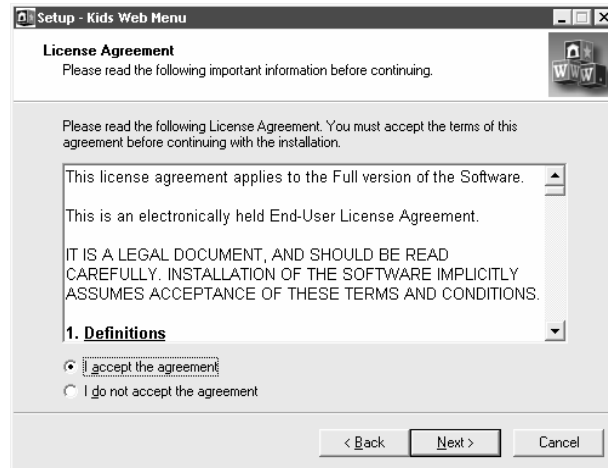 Setup - Kids Web Menu
License Agreement
Please read the following important information before continuing.
WWW
Please read the following License Agreement. You must accept the terms of this
agreement before continuing with the installation.
This license agreement applies to the Full version of the Software.
This is an electronically held End-User License Agreement.
IT IS A LEGAL DOCUMENT, AND SHOULD BE READ
CAREFULLY. INSTALLATION OF THE SOFTWARE IMPLICITLY
ASSUMES ACCEPTANCE OF THESE TERMS AND CONDITIONS.
1. Definitions
I accept the agreement
I do not accept the agreement
< Back Next > Cancel